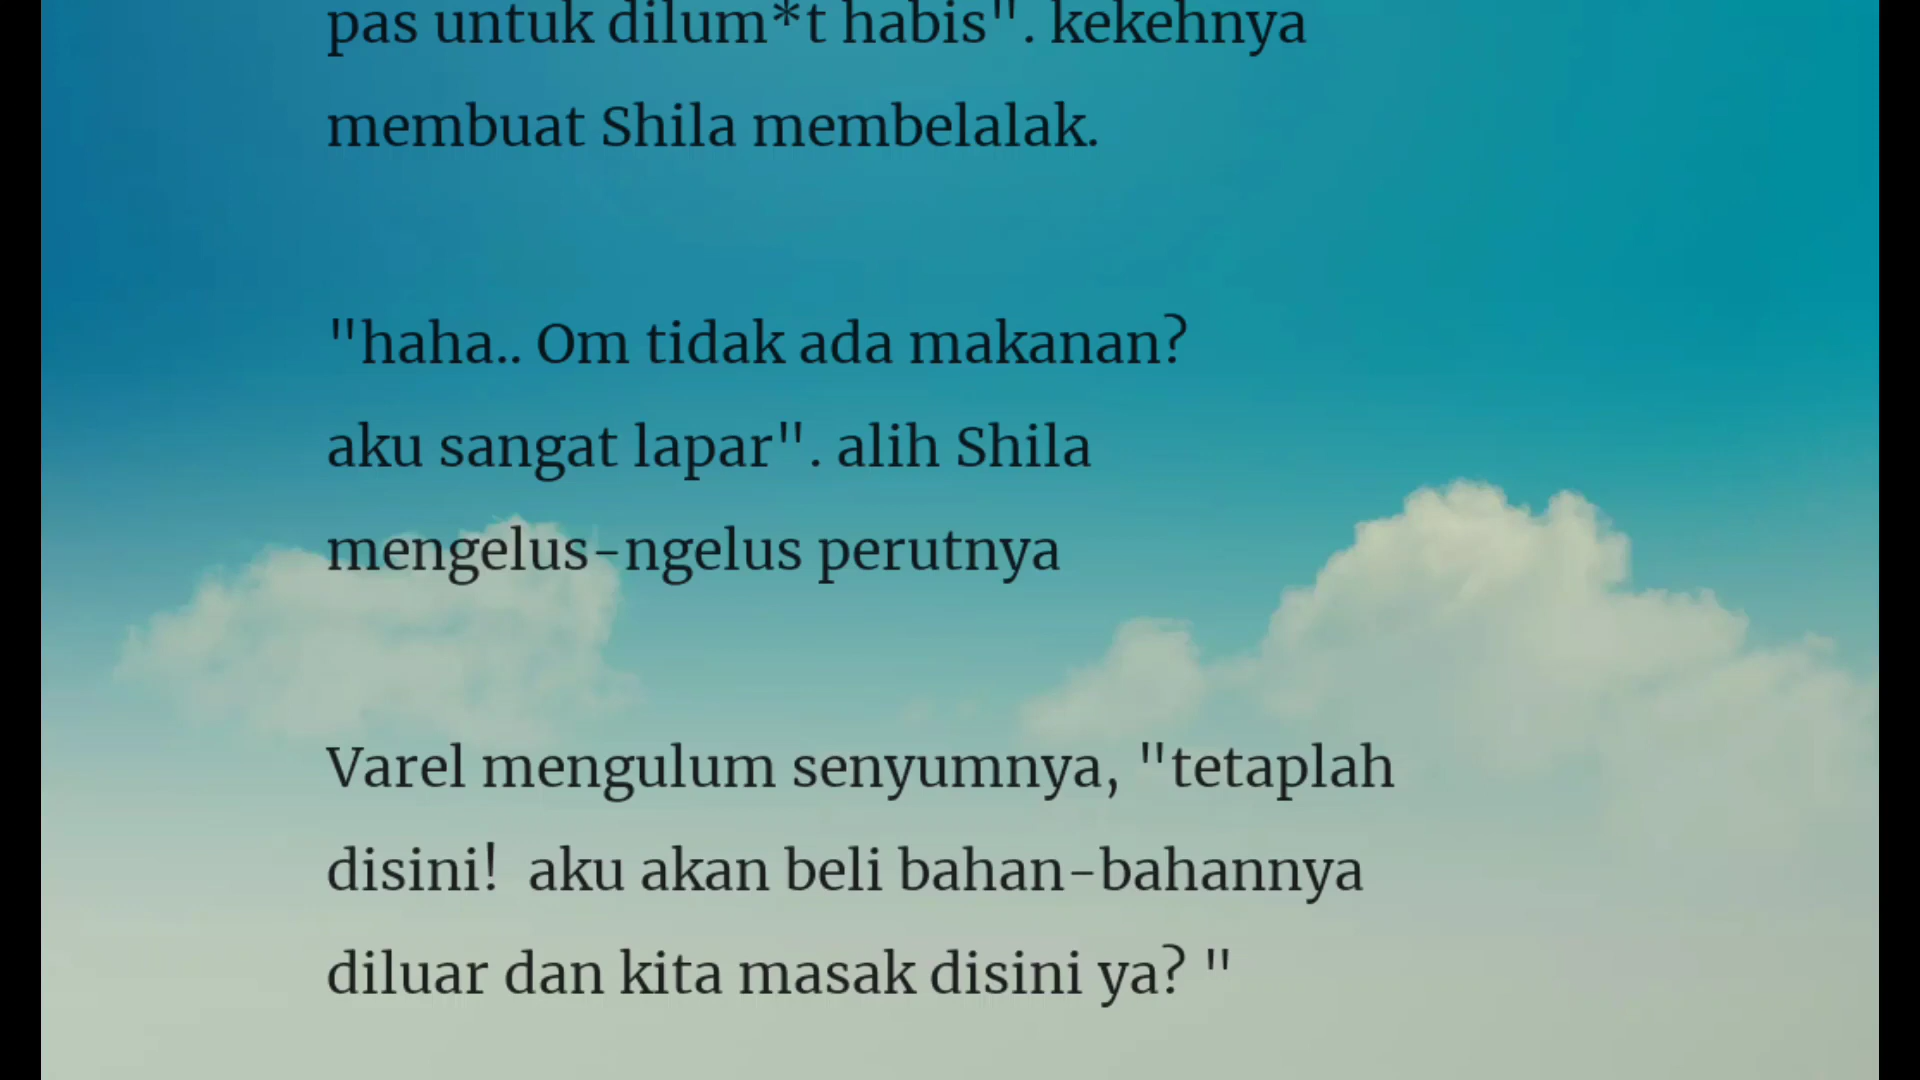 pas untuk dilum*t habis". kekehnya
membuat Shila membelalak.
"haha.. Om tidak ada makanan?
aku sangat lapar". alih Shila
mengelus-ngelus perutnya
Varel mengulum senyumnya, "tetaplah
disini!  aku akan beli bahan-bahannya
diluar dan kita masak disini ya? "